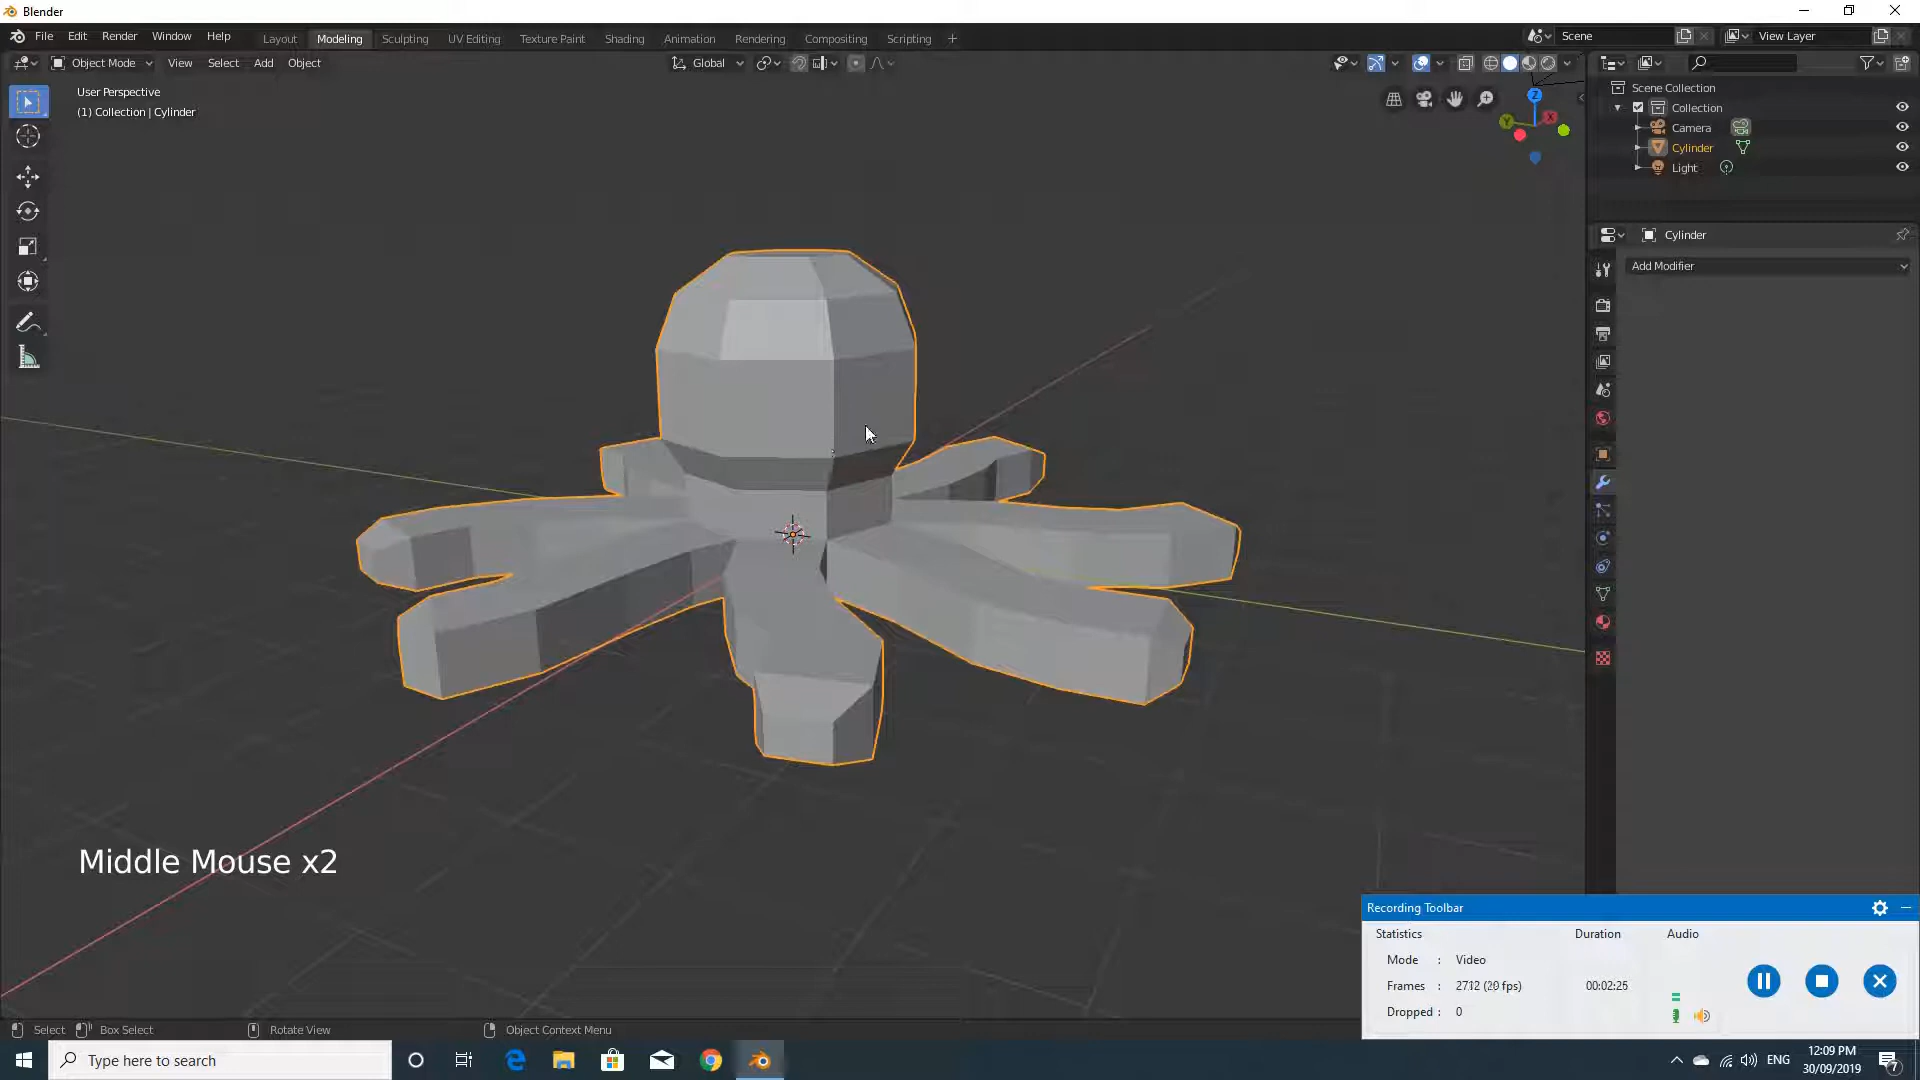 Blender
File Edit Render Window Help
Layout Modeling Sculpting UV Editing Texture Paint Shading Animation Rendering Compositing Scripting +
Scene
View Layer
Object Mode View Select Add Object
Global
User Perspective
(1) Collection | Cylinder
Z
Y
X
Scene Collection
Collection
Camera
Cylinder
Light
Cylinder
Add Modifier
Middle Mouse x2
Recording Toolbar
Statistics Duration Audio
Mode : Video
Frames : 2712 (20 fps) 00:02:25
Dropped : 0
Select Box Select Rotate View Object Context Menu
Type here to search
ENG
12:09 PM
30/09/2019
7